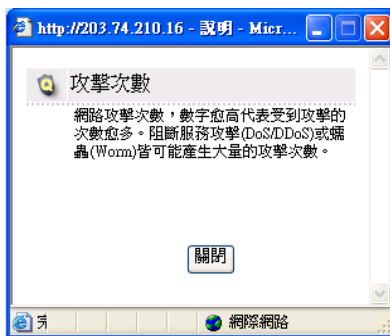 http://203.74.210.16 - 說明 - Micr...
攻擊次數
網路攻擊次數，數字愈高代表受到攻擊的
次數愈多。阻斷服務攻擊(DoS/DDoS)或蠕
蟲(Worm)皆可能產生大量的攻擊次數。
關閉
網際網路